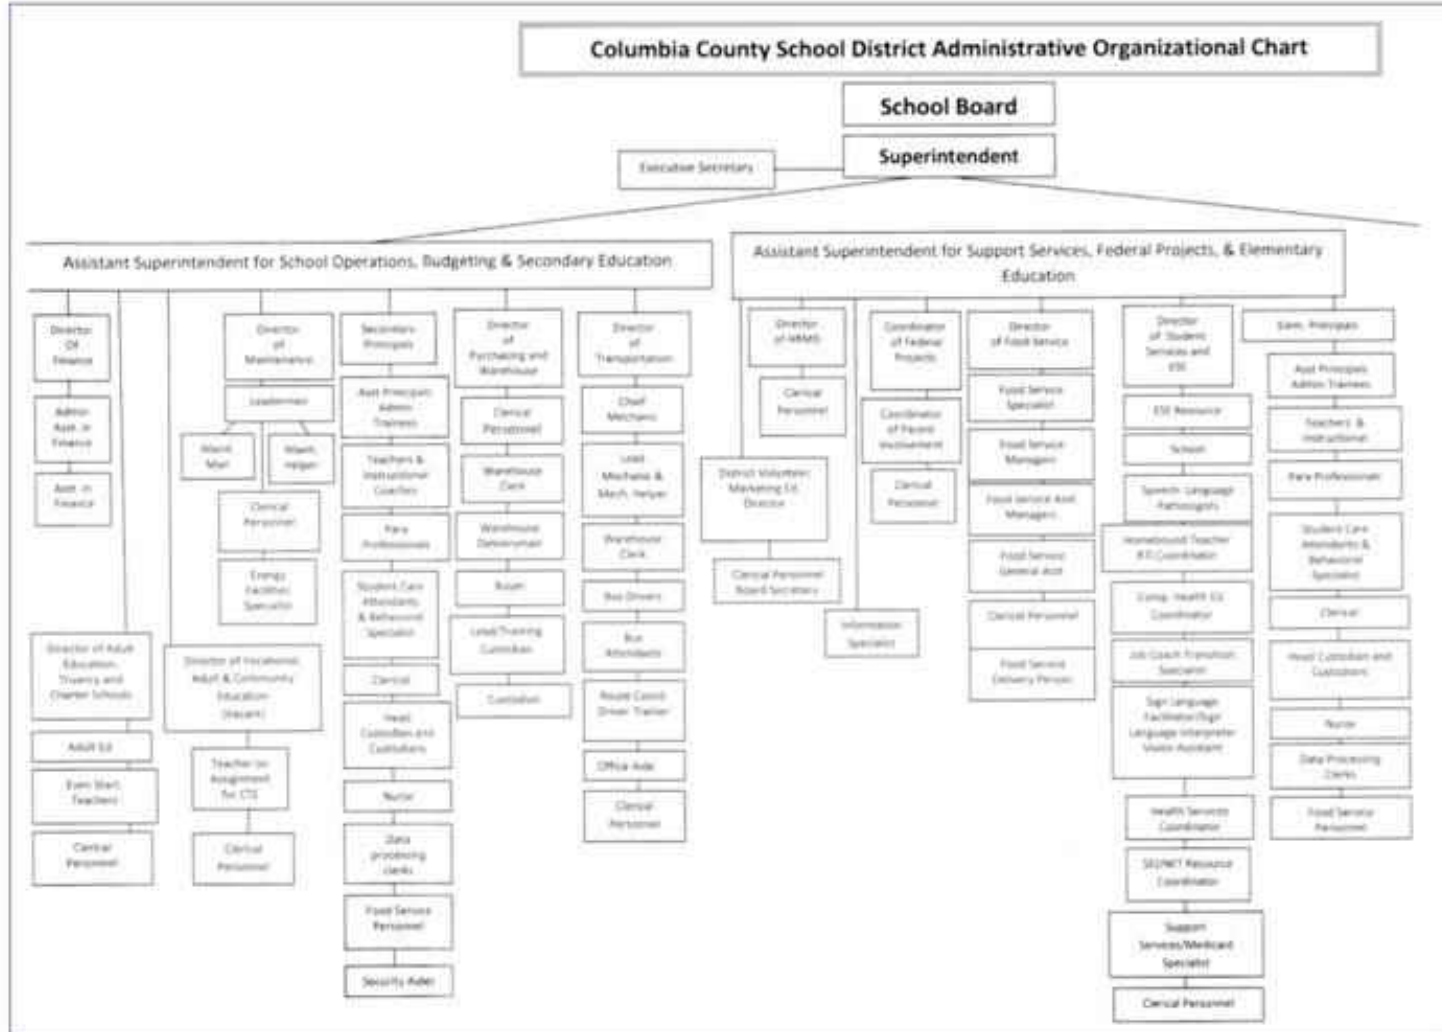 Columbia County School District Administrative Organizational Chart
School Board
Superintendent
Executive Secretary
Assistant Superintendent for School Operations, Budgeting & Secondary Education
Assistant Superintendent for Support Services, Federal Projects, & Elementary
Education
Director
Of
Finance
Admin
Asst. in
Finance
Asst. in
Finance
Director of Adult
Education,
Truancy and
Charter Schools
Adult Ed
Even Start
Teachers
Central
Personnel
Director of Vocational,
Adult & Community
Education
(Vacant)
Teacher on
Assignment
for CTE
Clerical
Personnel
Director
of
Maintenance
Leadermen
Maint.
Man
Maint.
Helper
Clerical
Personnel
Energy
Facilities
Specialist
Secondary
Principals
Asst Principals
Admin
Trainees
Teachers &
Instructional
Coaches
Para
Professionals
Student Care
Attendants
& Behavioral
Specialist
Clerical
Head
Custodian and
Custodians
Nurse
Data
processing
clerks
Food Service
Personnel
Security Aides
Director
of
Purchasing and
Warehouse
Clerical
Personnel
Warehouse
Clerk
Warehouse
Deliveryman
Lead/Training
Custodian
Custodian
Director
of
Transportation
Chief
Mechanic
Lead
Mechanic &
Mech. Helper
Warehouse
Clerk
Bus Drivers
Bus
Attendants
Route Coord.
Driver Trainer
Office Aide
Clerical
Personnel
District Volunteer
Marketing Ed.
Director
Clerical Personnel
Board Secretary
Director
of HRMD
Clerical
Personnel
Information
Specialist
Coordinator
of Federal
Projects
Coordinator
of Parent
Involvement
Clerical
Personnel
Director
of Food Service
Food Service
Specialist
Food Service
Managers
Food Service Asst
Managers
Food Service
General Asst
Clerical Personnel
Food Service
Delivery Person
Director
of Student
Services and
ESE
ESE Resource
School
Speech Language
Pathologists
Homebound Teacher
RTI Coordinator
Comp. Health Ed.
Coordinator
Job Coach Transition
Specialist
Sign Language
Facilitator/Sign
Language Interpreter
Vision Assistant
Health Services
Coordinator
SEDNET Resource
Coordinator
Support
Services/Medicaid
Specialist
Clerical Personnel
Elem. Principals
Asst Principals
Admin Trainees
Teachers &
Instructional
Para Professionals
Student Care
Attendants &
Behavioral
Specialist
Clerical
Head Custodian and
Custodians
Nurse
Data Processing
Clerks
Food Service
Personnel